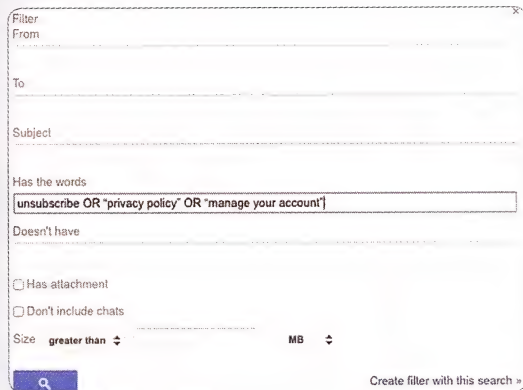 Filter
From
To
Subject
Has the words
unsubscribe OR “privacy policy” OR “manage your account”
Doesn't have
Has attachment
Don't include chats
Size greater than MB
Create filter with this search »